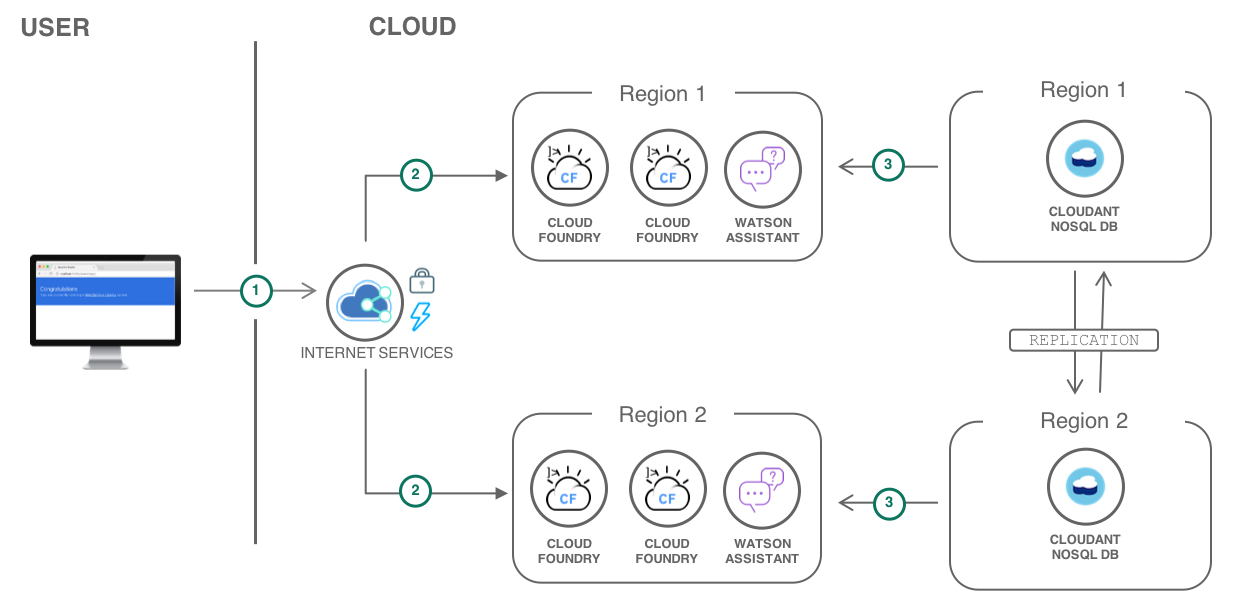 USER
CLOUD
Region 1
Region 1
CF
CF
CLOUD
FOUNDRY
CLOUD
FOUNDRY
WATSON
ASSISTANT
CLOUDANT
NOSQL DB
2
3
Congratulations
1
INTERNET SERVICES
REPLICATION
Region 2
Region 2
CF
CF
CLOUD
FOUNDRY
CLOUD
FOUNDRY
WATSON
ASSISTANT
CLOUDANT
NOSQL DB
2
3